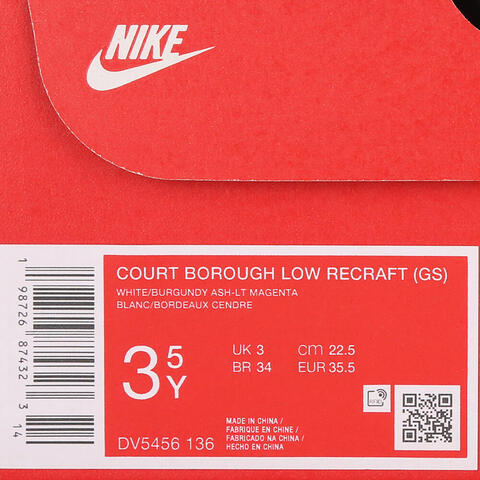 NIKE
COURT BOROUGH LOW RECRAFT (GS)
WHITE/BURGUNDY ASH-LT MAGENTA
BLANC/BORDEAUX CENDRE
3 5Y
UK 3 cm 22.5
BR 34 EUR 35.5
MADE IN CHINA /
FABRIQUE EN CHINE /
FABRICADO NA CHINA /
HECHO EN CHINA
DV5456 136
1 98726 87432 3 14